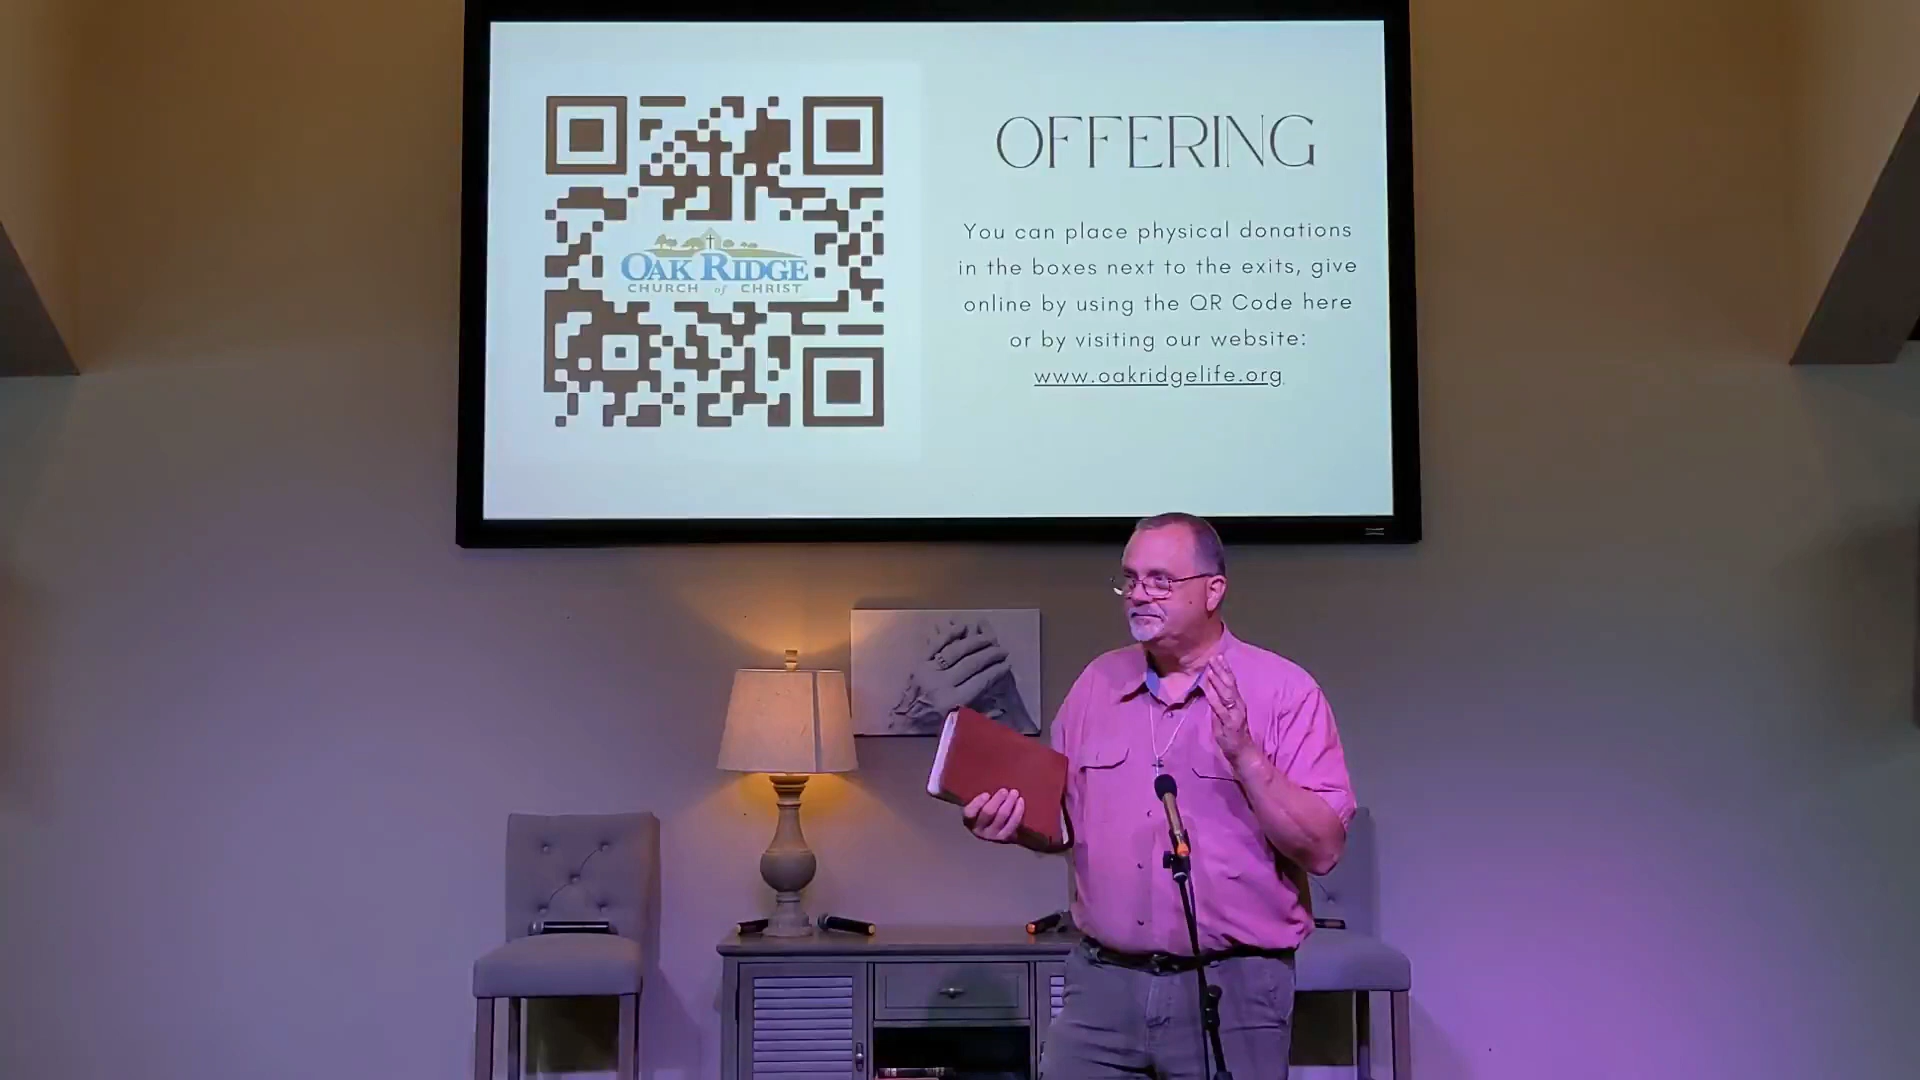 OFFERING
You can place physical donations
in the boxes next to the exits, give
online by using the QR Code here
or by visiting our website:
www.oakridgelife.org
OAK RIDGE
CHURCH of CHRIST